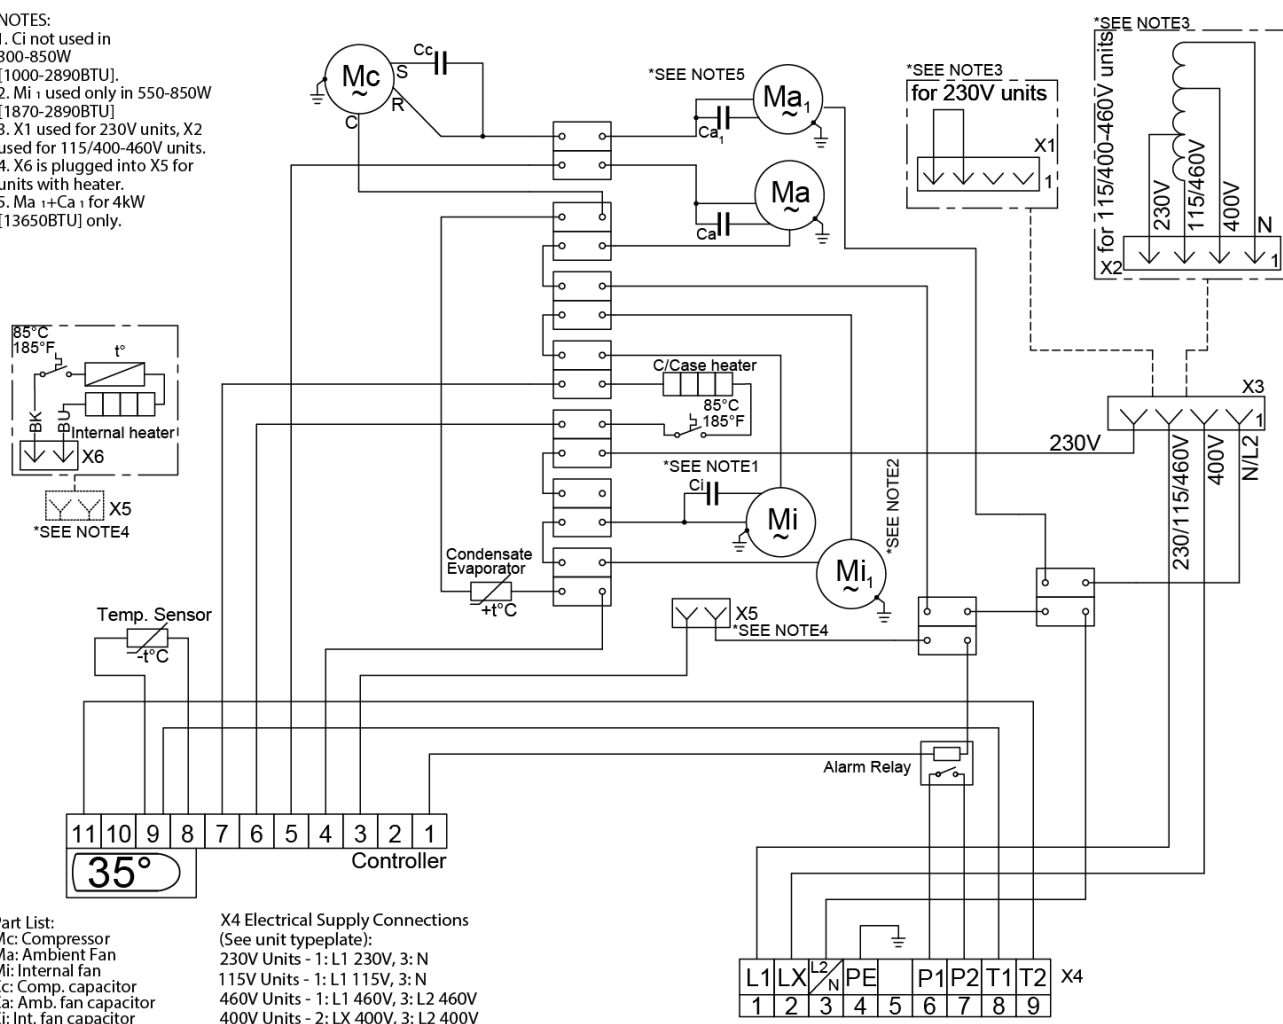 NOTES:
1. Ci not used in
300-850W
[1000-2890BTU].
2. Mi 1 used only in 550-850W
[1870-2890BTU]
3. X1 used for 230V units, X2
used for 115/400-460V units.
4. X6 is plugged into X5 for
units with heater.
5. Ma 1+Ca 1 for 4kW
[13650BTU] only.
Cc
Mc
~
S
R
C
*SEE NOTE5
Ma1
~
Ca1
Ma
~
Ca
*SEE NOTE3
for 230V units
X1
1
*SEE NOTE3
for 115/400-460V units
230V
115/460V
400V
N
X2
1
85°C
185°F
t°
BK
BU
Internal heater
X6
X5
*SEE NOTE4
C/Case heater
85°C
185°F
X3
1
230V
230/115/460V
400V
N/L2
*SEE NOTE1
Ci
Mi
~
*SEE NOTE2
Mi1
~
Condensate
Evaporator
+t°C
Temp. Sensor
-t°C
X5
*SEE NOTE4
Alarm Relay
11 10 9 8 7 6 5 4 3 2 1
Controller
35°
Part List:
Mc: Compressor
Ma: Ambient Fan
Mi: Internal fan
Cc: Comp. capacitor
Ca: Amb. fan capacitor
Ci: Int. fan capacitor
X4 Electrical Supply Connections
(See unit typeplate):
230V Units - 1: L1 230V, 3: N
115V Units - 1: L1 115V, 3: N
460V Units - 1: L1 460V, 3: L2 460V
400V Units - 2: LX 400V, 3: L2 400V
L1 LX L2/N PE P1 P2 T1 T2 X4
1 2 3 4 5 6 7 8 9